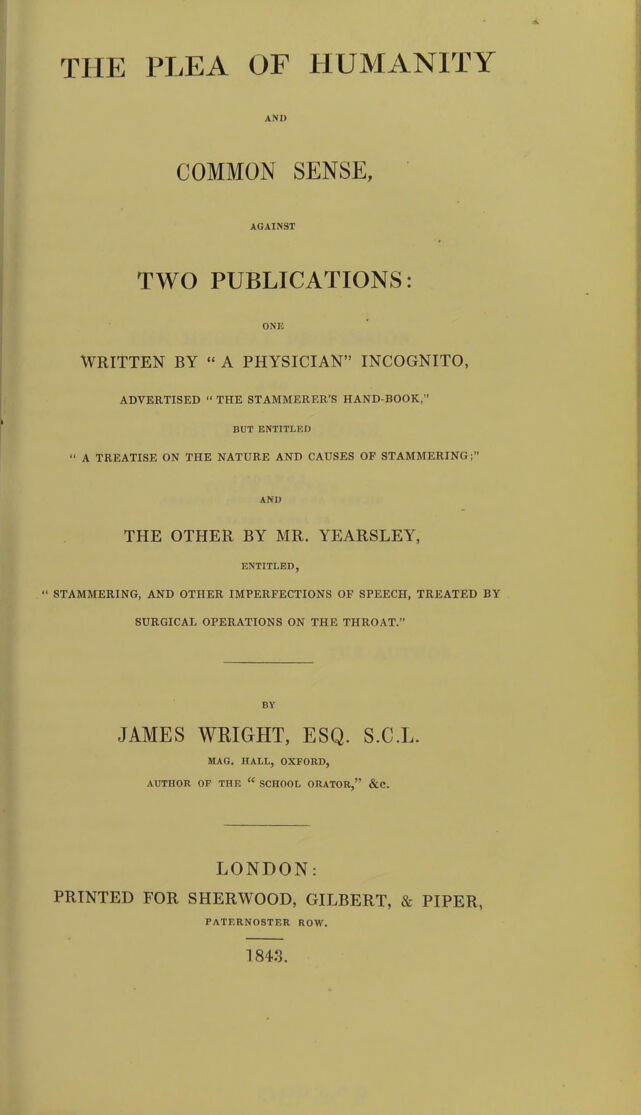 THE PLEA OF HUMANITY
AND
COMMON SENSE,
AGAINST
TWO PUBLICATIONS:
ONE
WRITTEN BY “ A PHYSICIAN” INCOGNITO,
ADVERTISED “ THE STAMMERER'S HAND-BOOK,”
BUT ENTITLED
“ A TREATISE ON THE NATURE AND CAUSES OF STAMMERING;”
AND
THE OTHER BY MR. YEARSLEY,
ENTITLED,
“ STAMMERING, AND OTHER IMPERFECTIONS OF SPEECH, TREATED BY
SURGICAL OPERATIONS ON THE THROAT.”
BY
JAMES WRIGHT, ESQ. S.C.L.
MAG. HALL, OXFORD,
AUTHOR OF THE “ SCHOOL ORATOR,” &c.
LONDON:
PRINTED FOR SHERWOOD, GILBERT, & PIPER,
PATERNOSTER ROW.
1843.